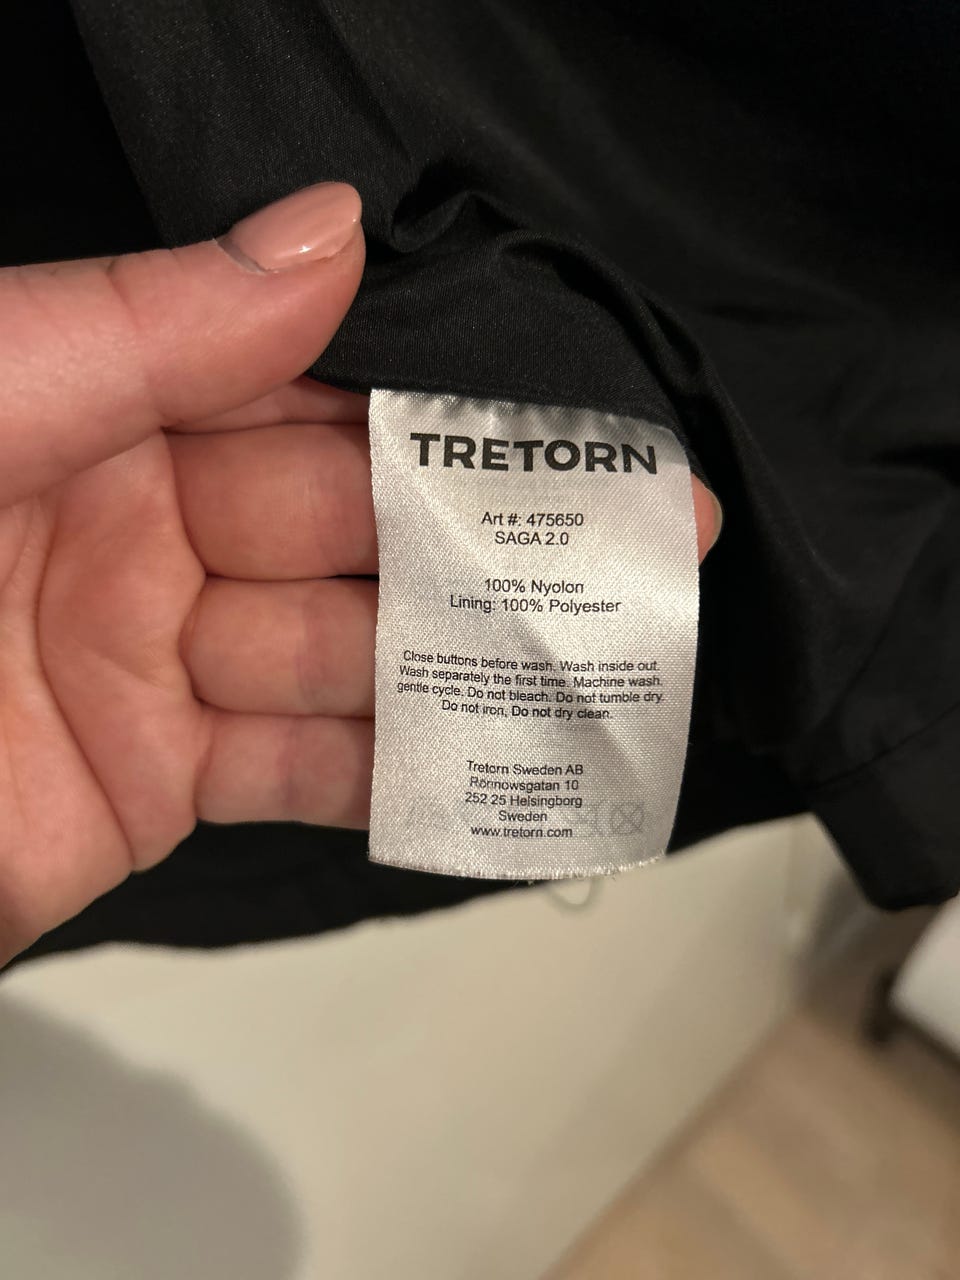 TRETORN
Art #: 475650
SAGA 2.0
100% Nyolon
Lining: 100% Polyester
Close buttons before wash. Wash inside out.
Wash separately the first time. Machine wash.
gentle cycle. Do not bleach. Do not tumble dry.
Do not iron, Do not dry clean.
Tretorn Sweden AB
Rönnowsgatan 10
252 25 Helsingborg
Sweden
www.tretorn.com